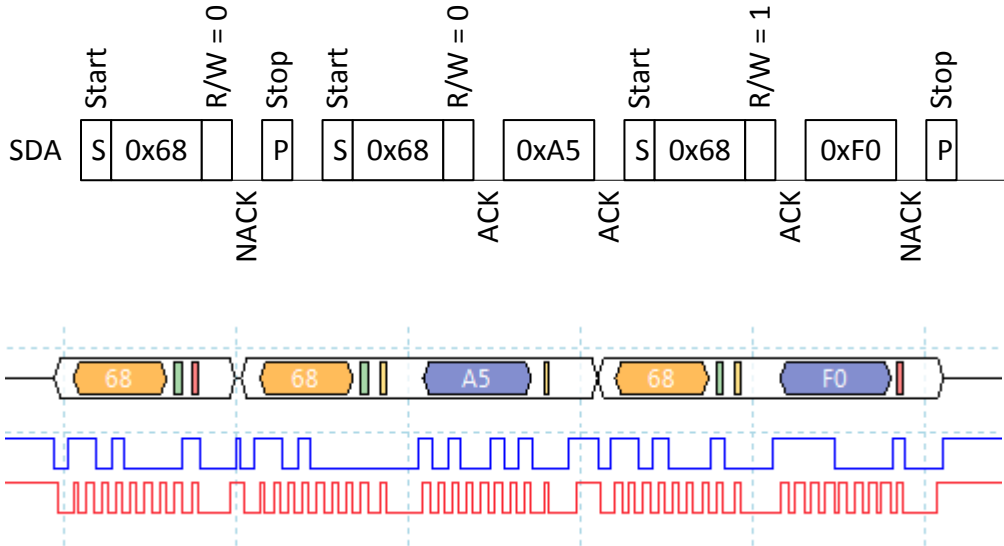 Start
R/W = 0
Stop
Start
R/W = 0
Start
R/W = 1
Stop
SDA S 0x68 P S 0x68 0xA5 S 0x68 0xF0 P
NACK
ACK
ACK
ACK
NACK
68 68 A5 68 F0